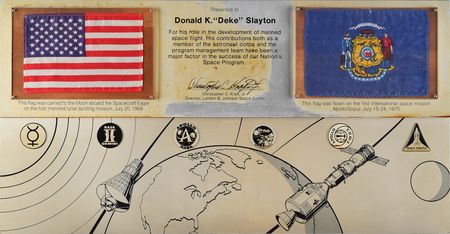 Presented to
Donald K. "Deke" Slayton
For his role in the development of manned
space flight. His contributions both as a
member of the astronaut corps and the
program management team have been a
major factor in the success of our Nation's
Space Program.
Christopher C. Kraft, Jr.
Director, Lyndon B. Johnson Space Center
This flag was carried to the Moon aboard the Spacecraft Eagle
on the first manned lunar landing mission, July 20, 1969
This flag was flown on the first international space mission
Apollo/Soyuz July 15-24, 1975